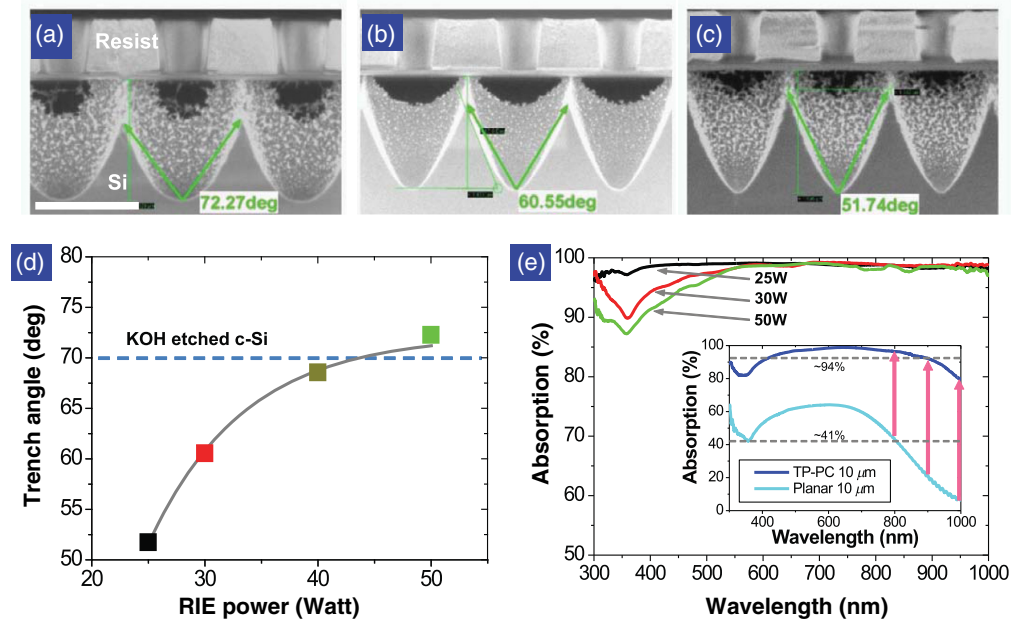 (a)
Resist
Si
72.27deg
(b)
60.55deg
(c)
51.74deg
(d)
Trench angle (deg)
80
75
70
65
60
55
50
KOH etched c-Si
20 30 40 50
RIE power (Watt)
(e)
Absorption (%)
100
90
80
70
60
50
25W
30W
50W
Absorption (%)
100
80
60
40
20
0
~94%
~41%
TP-PC 10 μm
Planar 10 μm
400 600 800 1000
Wavelength (nm)
300 400 500 600 700 800 900 1000
Wavelength (nm)